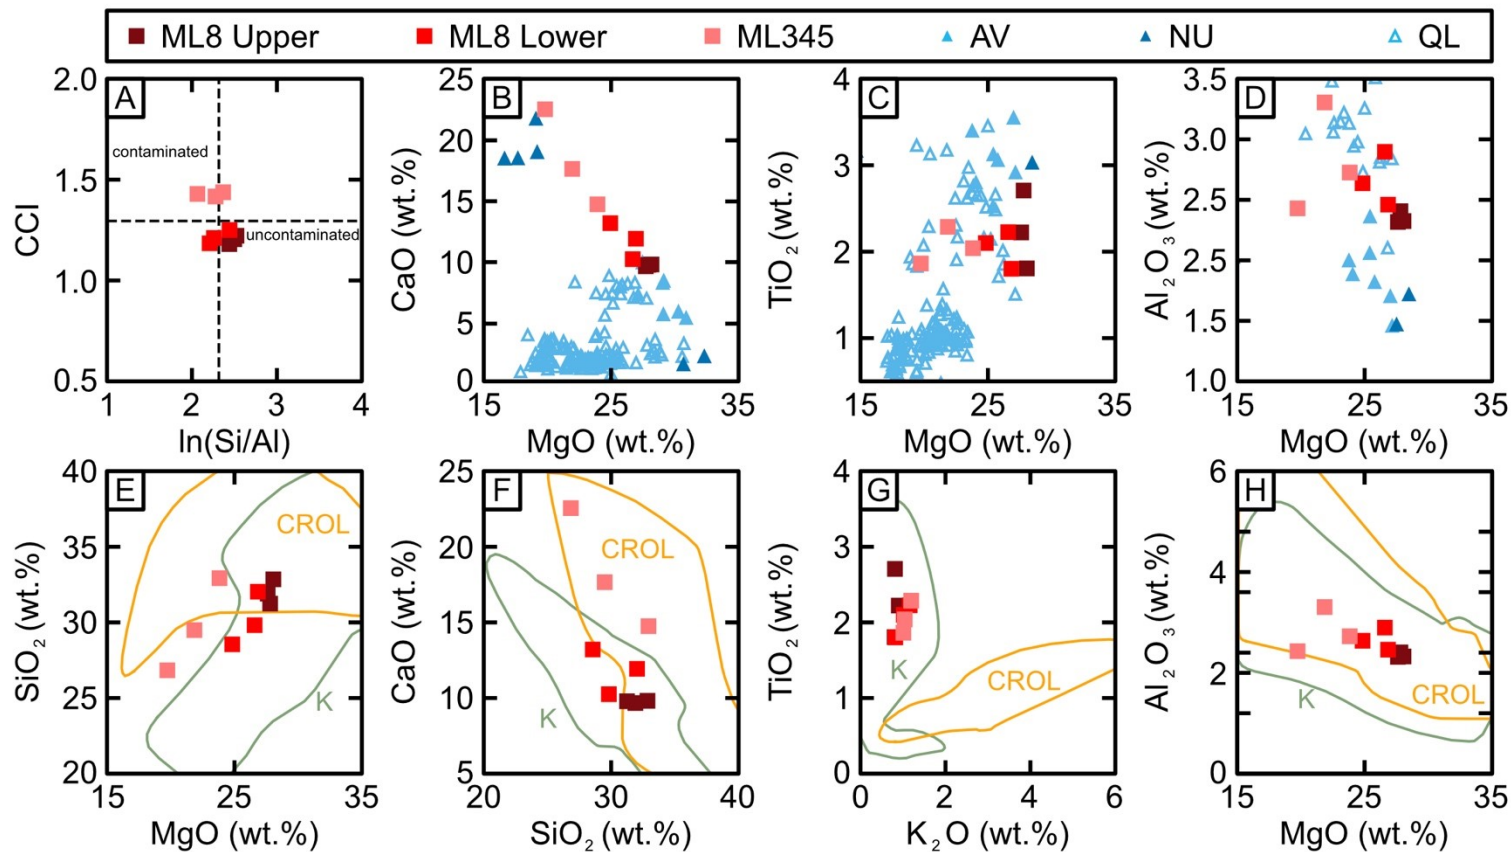 ML8 Upper ML8 Lower ML345 AV NU QL
A
CCI
2.0
1.5
1.0
0.5
contaminated
uncontaminated
1 2 3 4
ln(Si/Al)
B
CaO (wt.%)
25
20
15
10
5
0
15 25 35
MgO (wt.%)
C
TiO₂ (wt.%)
4
3
2
1
15 25 35
MgO (wt.%)
D
Al₂O₃ (wt.%)
3.5
3.0
2.5
2.5
1.5
1.0
15 25 35
MgO (wt.%)
E
SiO₂ (wt.%)
40
35
30
25
20
CROL
K
15 25 35
MgO (wt.%)
F
CaO (wt.%)
25
20
15
10
5
CROL
K
20 30 40
SiO₂ (wt.%)
G
TiO₂ (wt.%)
4
3
2
1
0
K
CROL
0 2 4 6
K₂O (wt.%)
H
Al₂O₃ (wt.%)
6
4
2
0
CROL
K
15 25 35
MgO (wt.%)